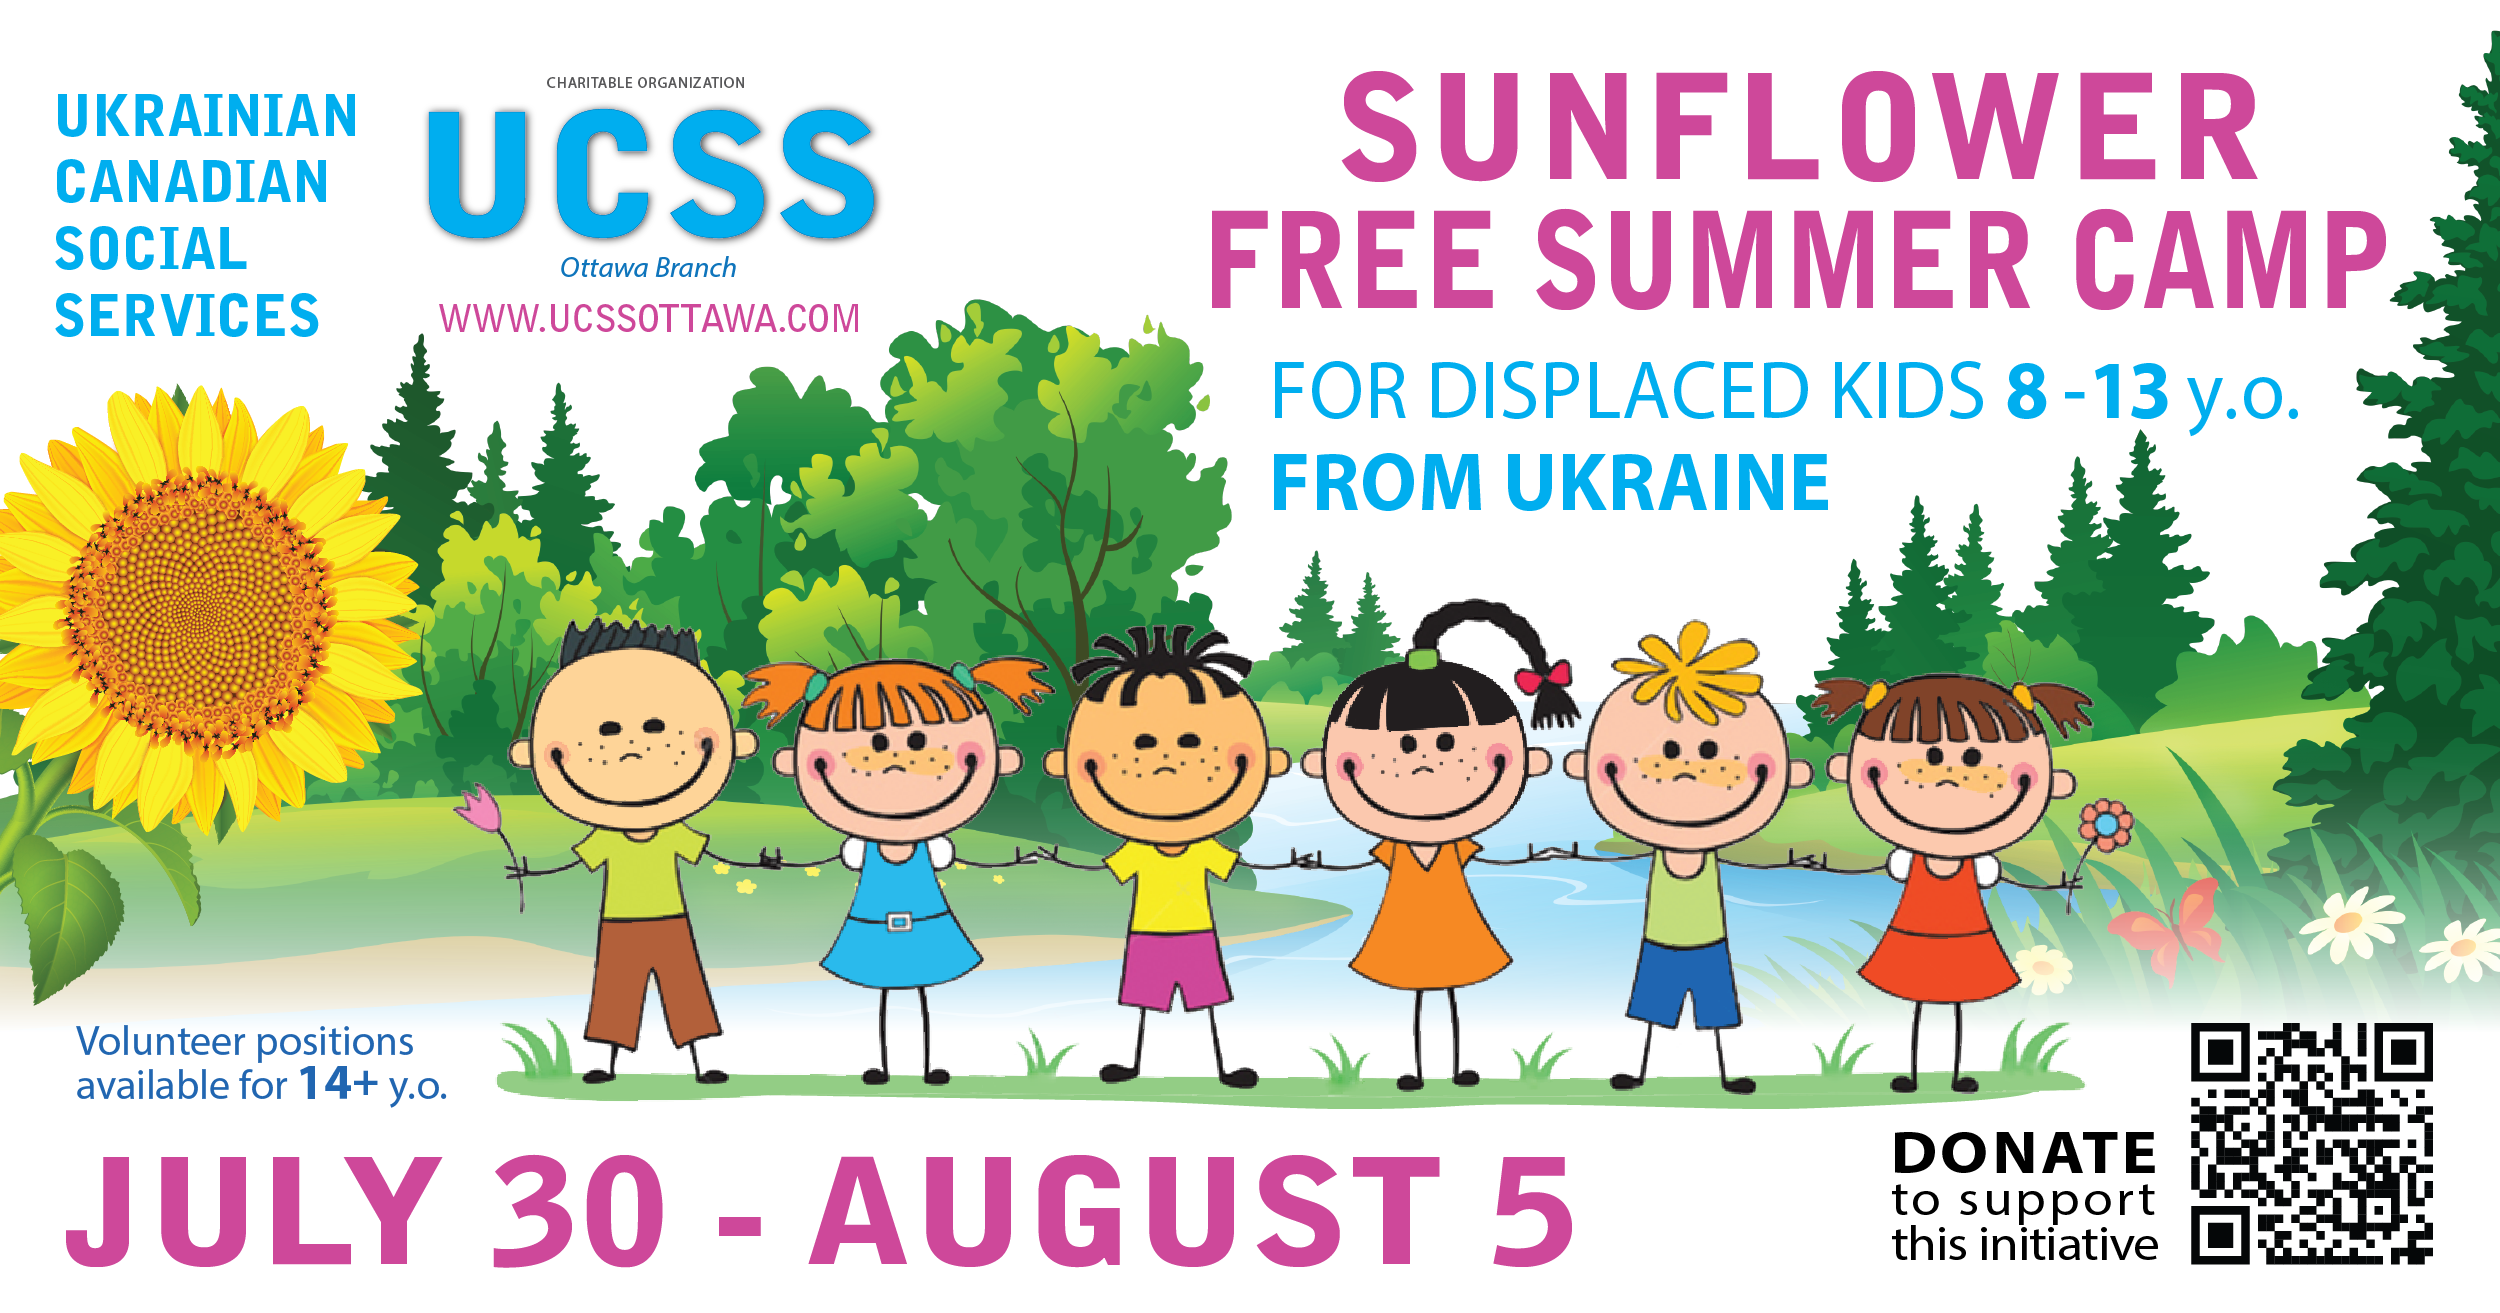 UKRAINIAN
CANADIAN
SOCIAL
SERVICES
CHARITABLE ORGANIZATION
UCSS
Ottawa Branch
WWW.UCSSOTTAWA.COM
SUNFLOWER
FREE SUMMER CAMP
FOR DISPLACED KIDS 8 -13 y.o.
FROM UKRAINE
Volunteer positions
available for 14+ y.o.
JULY 30 - AUGUST 5
DONATE
to support
this initiative